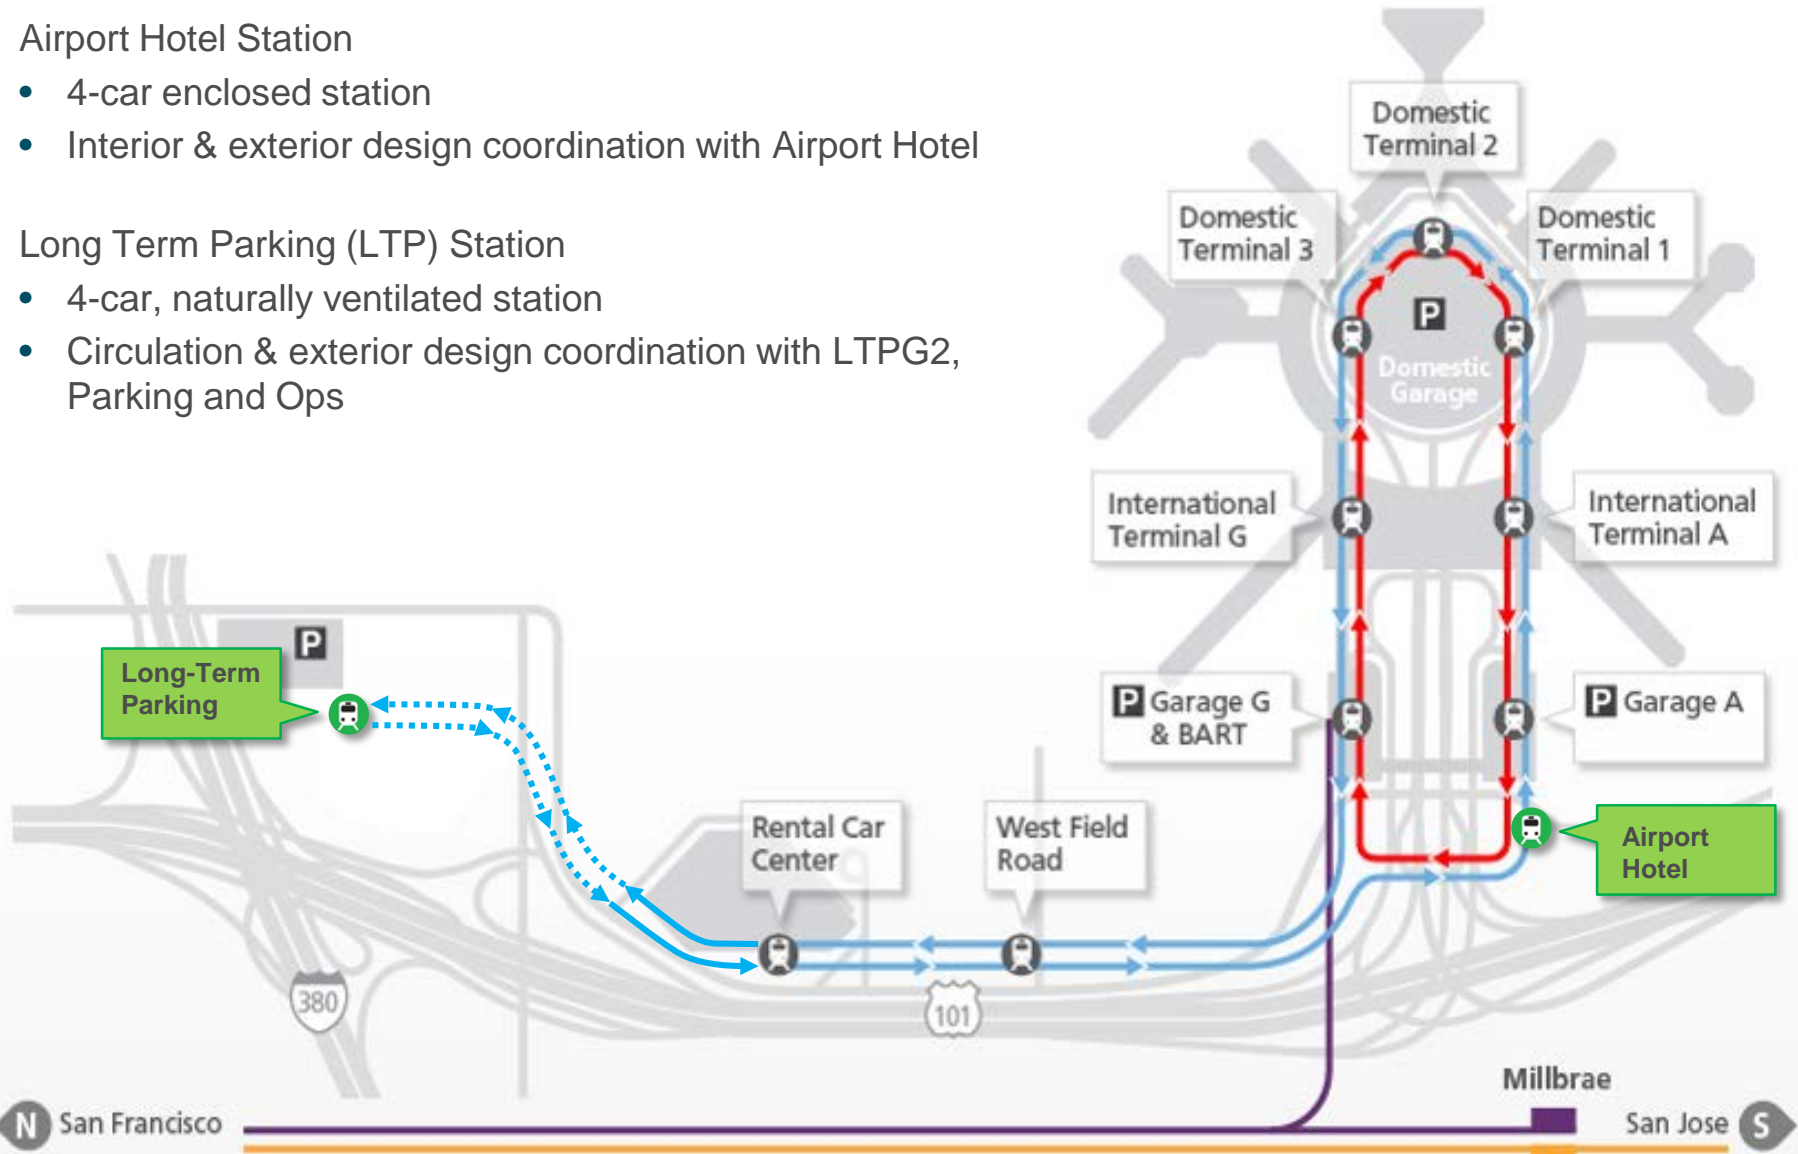 Airport Hotel Station
• 4-car enclosed station
• Interior & exterior design coordination with Airport Hotel
Long Term Parking (LTP) Station
• 4-car, naturally ventilated station
• Circulation & exterior design coordination with LTPG2,
Parking and Ops
Domestic
Terminal 2
Domestic
Terminal 3
Domestic
Terminal 1
P
Domestic
Garage
International
Terminal G
International
Terminal A
P
Long-Term
Parking
P Garage G
& BART
P Garage A
Rental Car
Center
West Field
Road
Airport
Hotel
380
101
Millbrae
N San Francisco
San Jose S